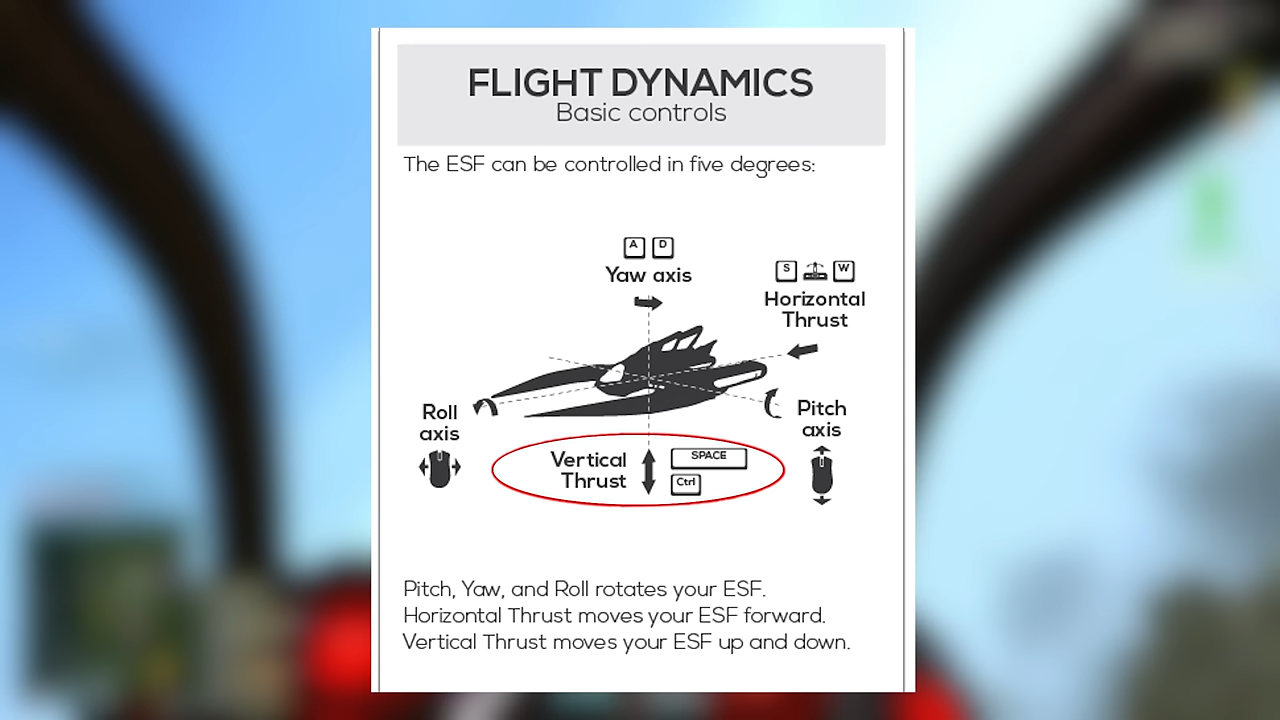 FLIGHT DYNAMICS
Basic controls
The ESF can be controlled in five degrees:
A D
Yaw axis
S W
Horizontal
Thrust
Roll
axis
Pitch
axis
Vertical
Thrust
SPACE
Ctrl
Pitch, Yaw, and Roll rotates your ESF.
Horizontal Thrust moves your ESF forward.
Vertical Thrust moves your ESF up and down.